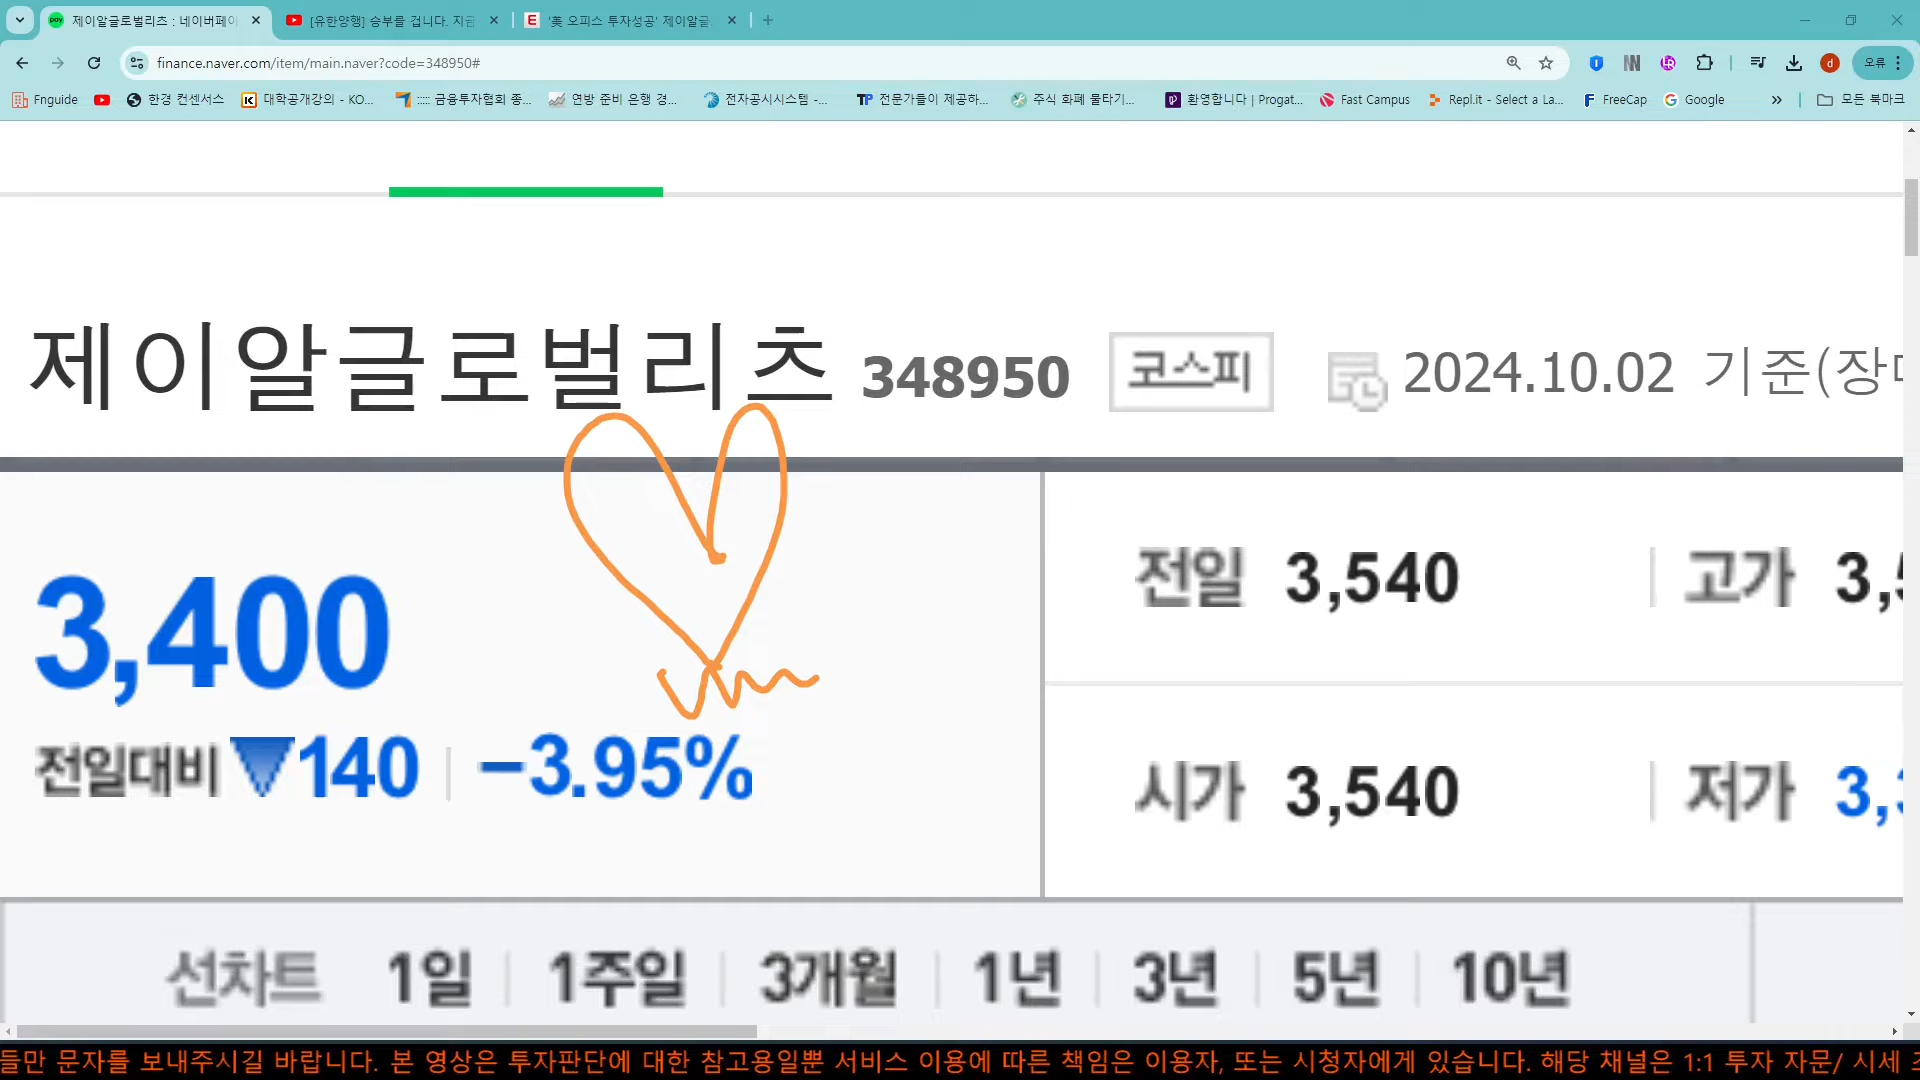 제이알글로벌리츠 : 네이버페이
[유한양행] 승부를 겁니다. 지금
'美 오피스 투자성공' 제이알글
finance.naver.com/item/main.naver?code=348950#
오류
Fnguide
한경 컨센서스
대학공개강의 - KO...
::::: 금융투자협회 종...
연방 준비 은행 경...
전자공시시스템 -...
전문가들이 제공하...
주식 화폐 물타기...
환영합니다 | Progat...
Fast Campus
Repl.it - Select a La...
FreeCap
Google
모든 북마크
제이알글로벌리츠 348950 코스피 2024.10.02 기준(장
3,400
전일대비 ▼140 -3.95%
전일 3,540
고가 3,
시가 3,540
저가 3,
선차트 1일 1주일 3개월 1년 3년 5년 10년
들만 문자를 보내주시길 바랍니다. 본 영상은 투자판단에 대한 참고용일뿐 서비스 이용에 따른 책임은 이용자, 또는 시청자에게 있습니다. 해당 채널은 1:1 투자 자문/ 시세